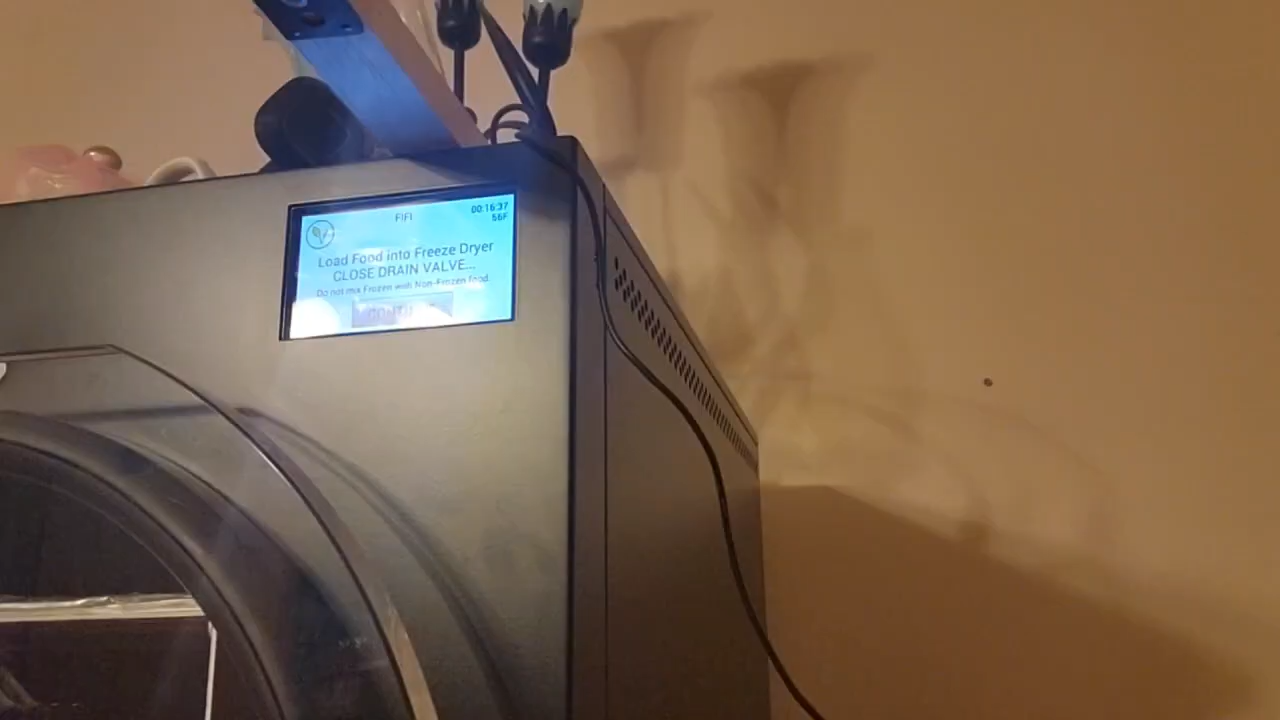 FIFI
00:16:37
56F
Load Food into Freeze Dryer
CLOSE DRAIN VALVE...
Do not mix Frozen with Non-Frozen food.